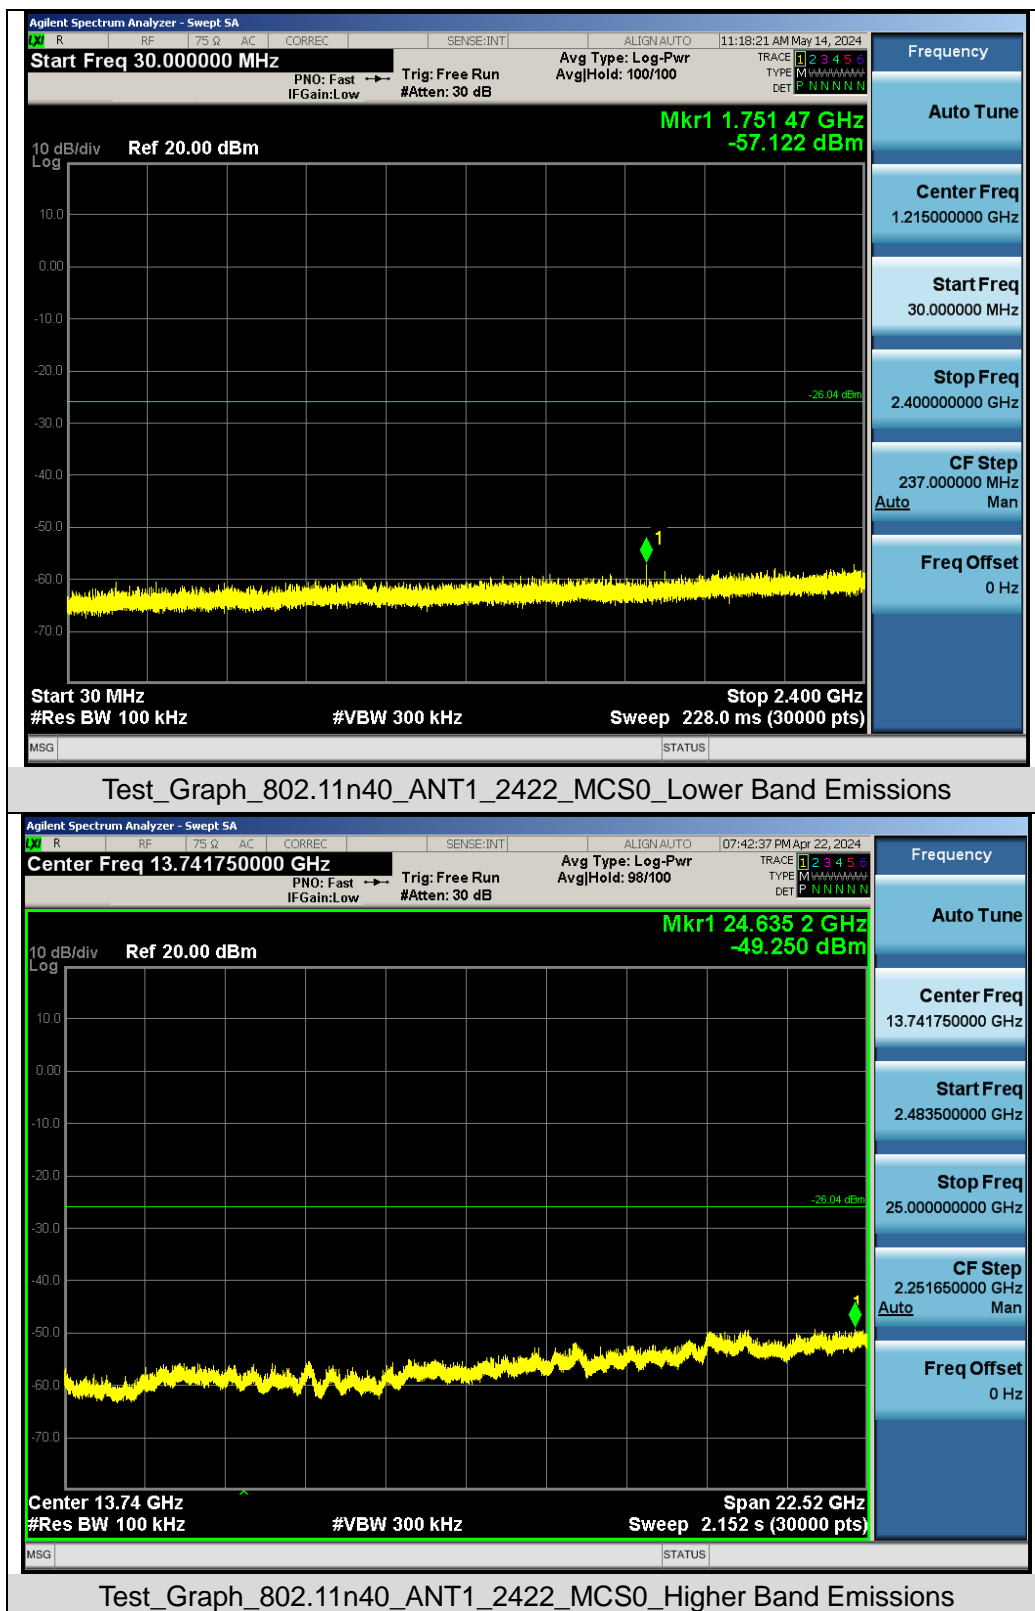 Agilent Spectrum Analyzer - Swept SA
LXI R RF 75 Ω AC CORREC SENSE:INT ALIGN AUTO 11:18:21 AM May 14, 2024
Start Freq 30.000000 MHz
PNO: Fast
IFGain:Low
Trig: Free Run
#Atten: 30 dB
Avg Type: Log-Pwr
Avg|Hold: 100/100
TRACE 1 2 3 4 5 6
TYPE M
DET P N N N N N
Mkr1 1.751 47 GHz
-57.122 dBm
10 dB/div Ref 20.00 dBm
Log
10.0
0.00
-10.0
-20.0
-26.04 dBm
-30.0
-40.0
-50.0
1
-60.0
-70.0
Start 30 MHz Stop 2.400 GHz
#Res BW 100 kHz #VBW 300 kHz Sweep 228.0 ms (30000 pts)
MSG STATUS
Frequency
Auto Tune
Center Freq
1.215000000 GHz
Start Freq
30.000000 MHz
Stop Freq
2.400000000 GHz
CF Step
237.000000 MHz
Auto Man
Freq Offset
0 Hz
Test_Graph_802.11n40_ANT1_2422_MCS0_Lower Band Emissions
Agilent Spectrum Analyzer - Swept SA
LXI R RF 75 Ω AC CORREC SENSE:INT ALIGN AUTO 07:42:37 PM Apr 22, 2024
Center Freq 13.741750000 GHz
PNO: Fast
IFGain:Low
Trig: Free Run
#Atten: 30 dB
Avg Type: Log-Pwr
Avg|Hold: 98/100
TRACE 1 2 3 4 5 6
TYPE M
DET P N N N N N
Mkr1 24.635 2 GHz
-49.250 dBm
10 dB/div Ref 20.00 dBm
Log
10.0
0.00
-10.0
-20.0
-26.04 dBm
-30.0
-40.0
1
-50.0
-60.0
-70.0
Center 13.74 GHz Span 22.52 GHz
#Res BW 100 kHz #VBW 300 kHz Sweep 2.152 s (30000 pts)
MSG STATUS
Frequency
Auto Tune
Center Freq
13.741750000 GHz
Start Freq
2.483500000 GHz
Stop Freq
25.000000000 GHz
CF Step
2.251650000 GHz
Auto Man
Freq Offset
0 Hz
Test_Graph_802.11n40_ANT1_2422_MCS0_Higher Band Emissions